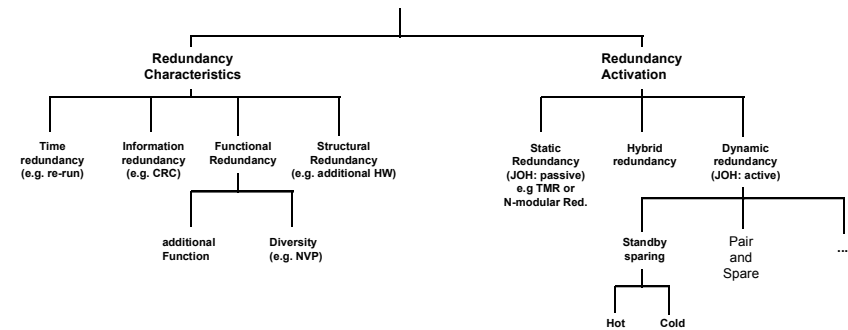 Redundancy
Characteristics
Redundancy
Activation
Time
redundancy
(e.g. re-run)
Information
redundancy
(e.g. CRC)
Functional
Redundancy
Structural
Redundancy
(e.g. additional HW)
Static
Redundancy
(JOH: passive)
e.g TMR or
N-modular Red.
Hybrid
redundancy
Dynamic
redundancy
(JOH: active)
additional
Function
Diversity
(e.g. NVP)
Standby
sparing
Pair
and
Spare
...
Hot
Cold